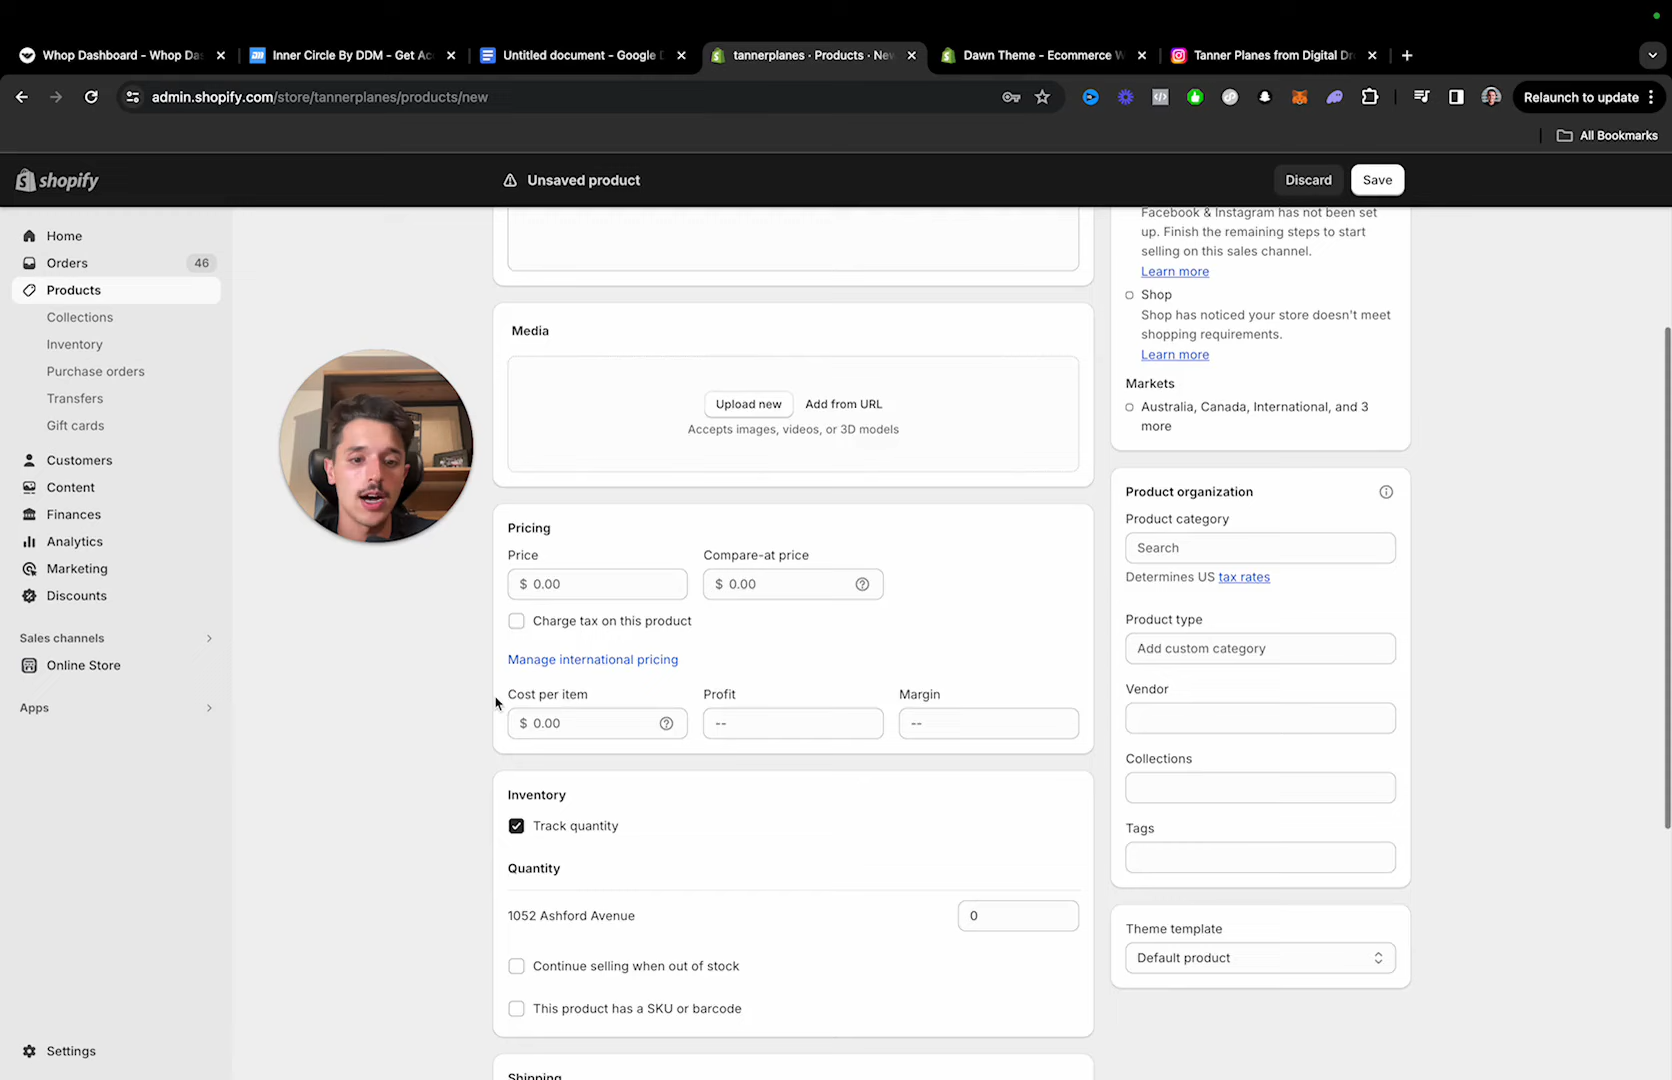 Whop Dashboard - Whop Da
Inner Circle By DDM - Get Ac
Untitled document - Google
tannerplanes · Products · New
Dawn Theme - Ecommerce W
Tanner Planes from Digital Dr
admin.shopify.com/store/tannerplanes/products/new
Relaunch to update
All Bookmarks
shopify
Unsaved product
Discard
Save
Home
Orders
46
Products
Collections
Inventory
Purchase orders
Transfers
Gift cards
Customers
Content
Finances
Analytics
Marketing
Discounts
Sales channels
Online Store
Apps
Settings
Media
Upload new
Add from URL
Accepts images, videos, or 3D models
Pricing
Price
Compare-at price
$ 0.00
$ 0.00
Charge tax on this product
Manage international pricing
Cost per item
Profit
Margin
$ 0.00
--
--
Inventory
Track quantity
Quantity
1052 Ashford Avenue
0
Continue selling when out of stock
This product has a SKU or barcode
Shipping
Facebook & Instagram has not been set
up. Finish the remaining steps to start
selling on this sales channel.
Learn more
Shop
Shop has noticed your store doesn't meet
shopping requirements.
Learn more
Markets
Australia, Canada, International, and 3
more
Product organization
Product category
Search
Determines US tax rates
Product type
Add custom category
Vendor
Collections
Tags
Theme template
Default product